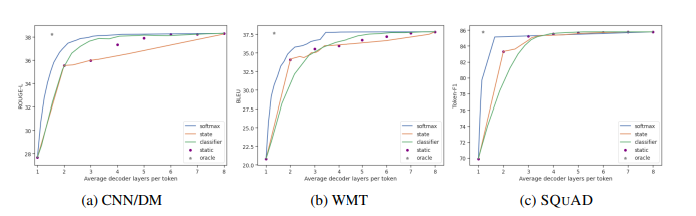 38
36
34
32
30
28
ROUGE-L
1 2 3 4 5 6 7 8
Average decoder layers per token
softmax
state
classifier
static
oracle
(a) CNN/DM
37.5
35.0
32.5
30.0
27.5
25.0
22.5
20.0
BLEU
1 2 3 4 5 6 7 8
Average decoder layers per token
softmax
state
classifier
static
oracle
(b) WMT
86
84
82
80
78
76
74
72
70
Token-F1
1 2 3 4 5 6 7 8
Average decoder layers per token
softmax
state
classifier
static
oracle
(c) SQUAD